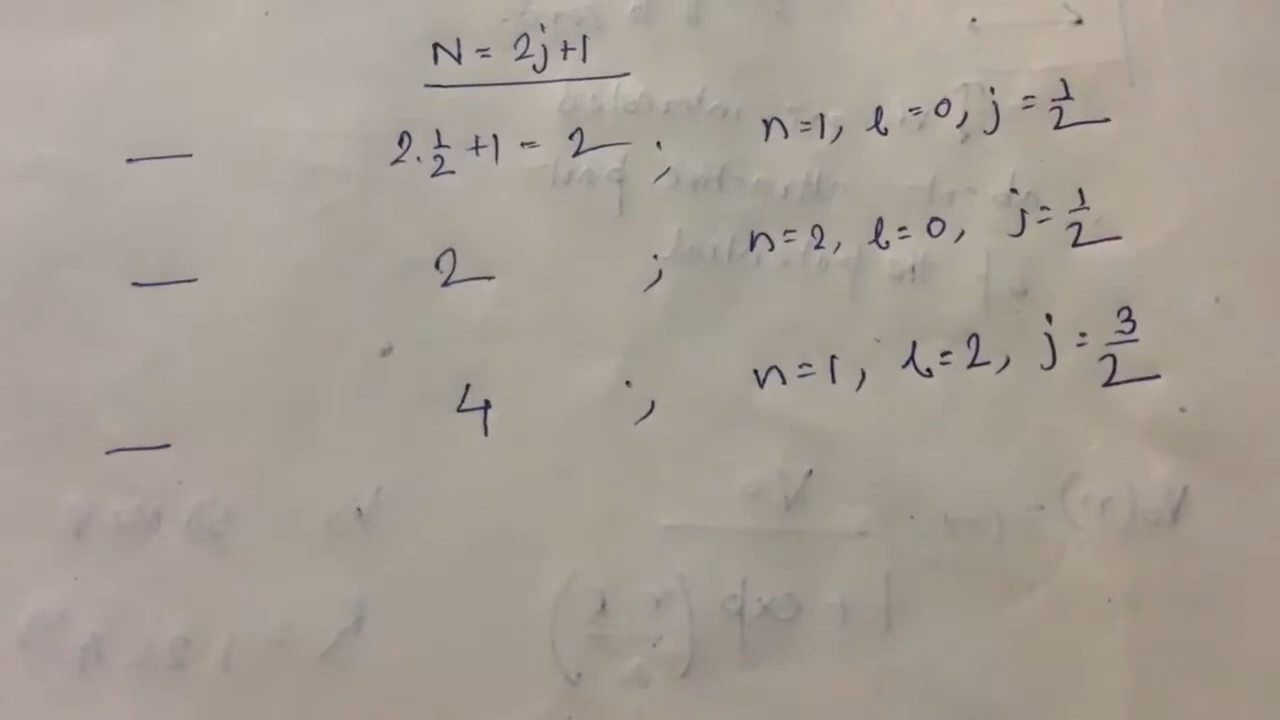 N = 2j+1
— 2.½ +1 = 2 ; n=1, l=0, j=½
— 2 ; n=2, l=0, j=½
— 4 ; n=1, l=2, j=3/2